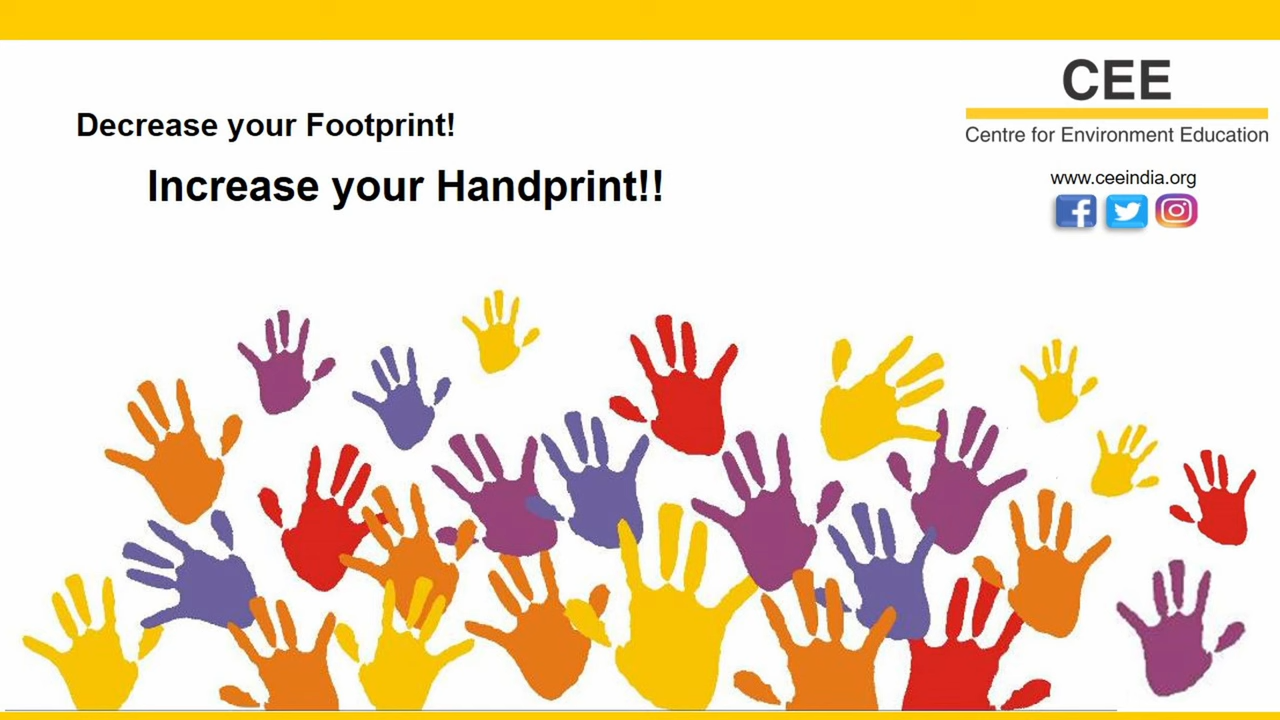 Decrease your Footprint!
Increase your Handprint!!
CEE
Centre for Environment Education
www.ceeindia.org